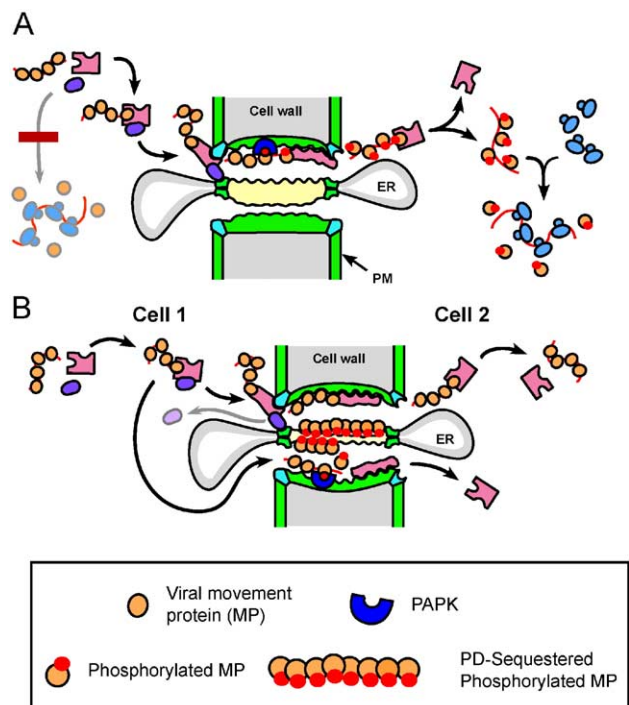 A
Cell wall
ER
PM
B
Cell 1
Cell 2
Cell wall
ER
Viral movement
protein (MP)
PAPK
Phosphorylated MP
PD-Sequestered
Phosphorylated MP